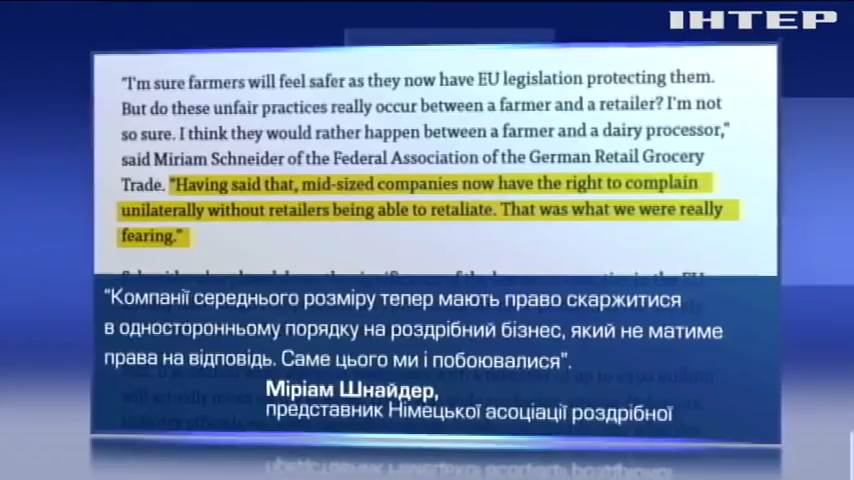 ІНТЕР
"I'm sure farmers will feel safer as they now have EU legislation protecting them.
But do these unfair practices really occur between a farmer and a retailer? I'm not
so sure. I think they would rather happen between a farmer and a dairy processor,"
said Miriam Schneider of the Federal Association of the German Retail Grocery
Trade. "Having said that, mid-sized companies now have the right to complain
unilaterally without retailers being able to retaliate. That was what we were really
fearing."
"Компанії середнього розміру тепер мають право скаржитися
в односторонньому порядку на роздрібний бізнес, який не матиме
права на відповідь. Саме цього ми і побоювалися".
Міріам Шнайдер,
представник Німецької асоціації роздрібної